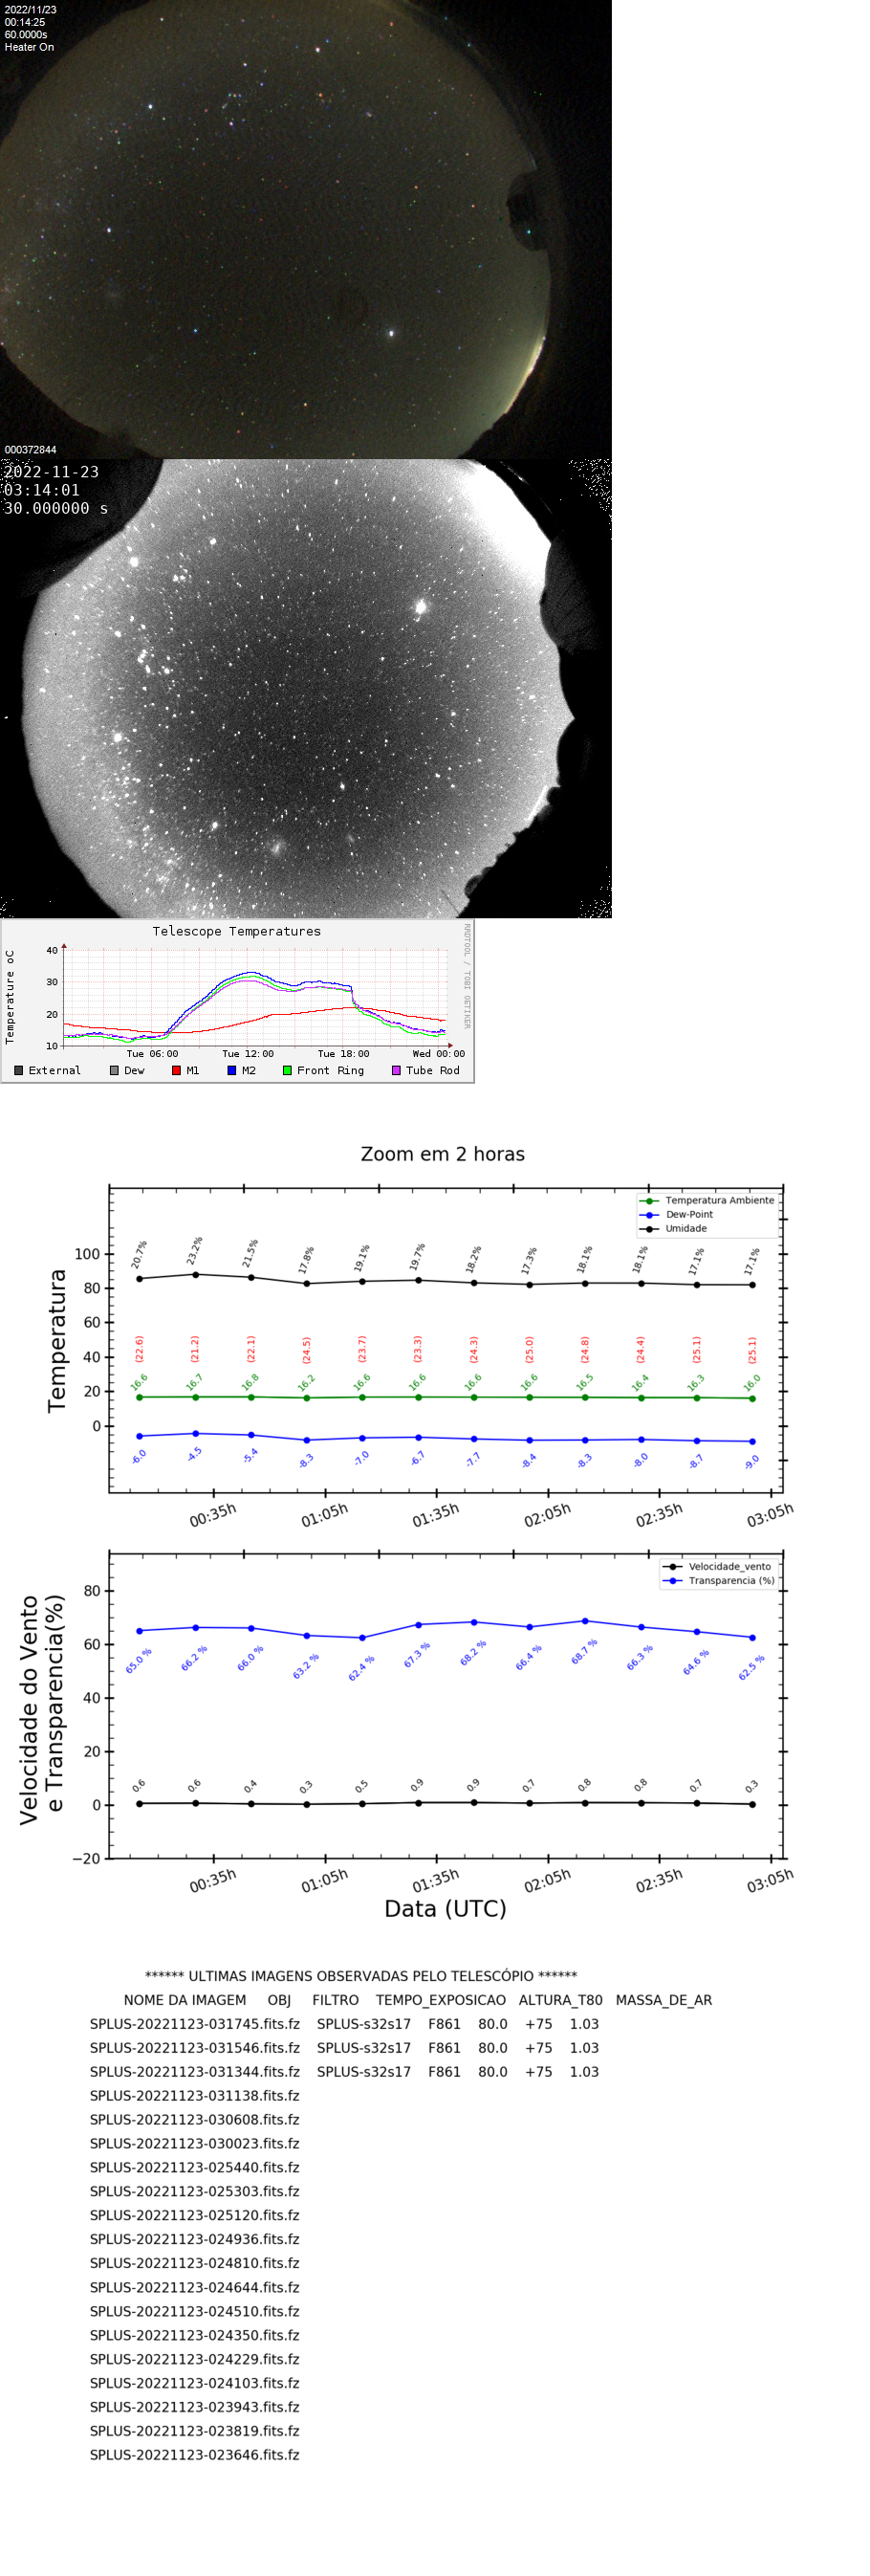 2022/11/23
00:14:25
60.0000s
Heater On
000372844
2022-11-23
03:14:01
30.000000 s
Telescope Temperatures
RRDTOOL / TOBI OETIKER
Temperature oC
40
30
20
10
Tue 06:00 Tue 12:00 Tue 18:00 Wed 00:00
External Dew M1 M2 Front Ring Tube Rod
Zoom em 2 horas
Temperatura Ambiente
Dew-Point
Umidade
Temperatura
100
80
60
40
20
0
20.7% 23.2% 21.5% 17.8% 19.1% 19.7% 18.2% 17.3% 18.1% 18.1% 17.1% 17.1%
(22.6) (21.2) (22.1) (24.5) (23.7) (23.3) (24.3) (25.0) (24.8) (24.4) (25.1) (25.1)
16.6 16.7 16.8 16.2 16.6 16.6 16.6 16.6 16.5 16.4 16.3 16.0
-6.0 -4.5 -5.4 -8.3 -7.0 -6.7 -7.7 -8.4 -8.3 -8.0 -8.7 -9.0
00:35h 01:05h 01:35h 02:05h 02:35h 03:05h
Velocidade_vento
Transparencia (%)
Velocidade do Vento
e Transparencia(%)
80
60
40
20
0
−20
65.0 % 66.2 % 66.0 % 63.2 % 62.4 % 67.3 % 68.2 % 66.4 % 68.7 % 66.3 % 64.6 % 62.5 %
0.6 0.6 0.4 0.3 0.5 0.9 0.9 0.7 0.8 0.8 0.7 0.3
00:35h 01:05h 01:35h 02:05h 02:35h 03:05h
Data (UTC)
****** ULTIMAS IMAGENS OBSERVADAS PELO TELESCÓPIO ******
NOME DA IMAGEM OBJ FILTRO TEMPO_EXPOSICAO ALTURA_T80 MASSA_DE_AR
SPLUS-20221123-031745.fits.fz SPLUS-s32s17 F861 80.0 +75 1.03
SPLUS-20221123-031546.fits.fz SPLUS-s32s17 F861 80.0 +75 1.03
SPLUS-20221123-031344.fits.fz SPLUS-s32s17 F861 80.0 +75 1.03
SPLUS-20221123-031138.fits.fz
SPLUS-20221123-030608.fits.fz
SPLUS-20221123-030023.fits.fz
SPLUS-20221123-025440.fits.fz
SPLUS-20221123-025303.fits.fz
SPLUS-20221123-025120.fits.fz
SPLUS-20221123-024936.fits.fz
SPLUS-20221123-024810.fits.fz
SPLUS-20221123-024644.fits.fz
SPLUS-20221123-024510.fits.fz
SPLUS-20221123-024350.fits.fz
SPLUS-20221123-024229.fits.fz
SPLUS-20221123-024103.fits.fz
SPLUS-20221123-023943.fits.fz
SPLUS-20221123-023819.fits.fz
SPLUS-20221123-023646.fits.fz